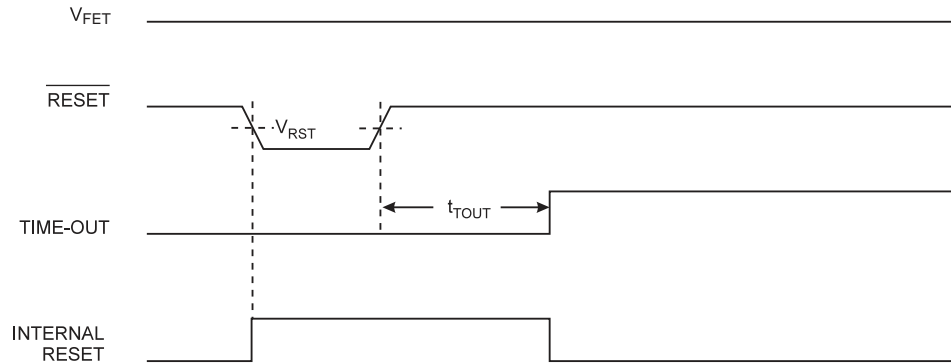 VFET
RESET
VRST
tTOUT
TIME-OUT
INTERNAL
RESET